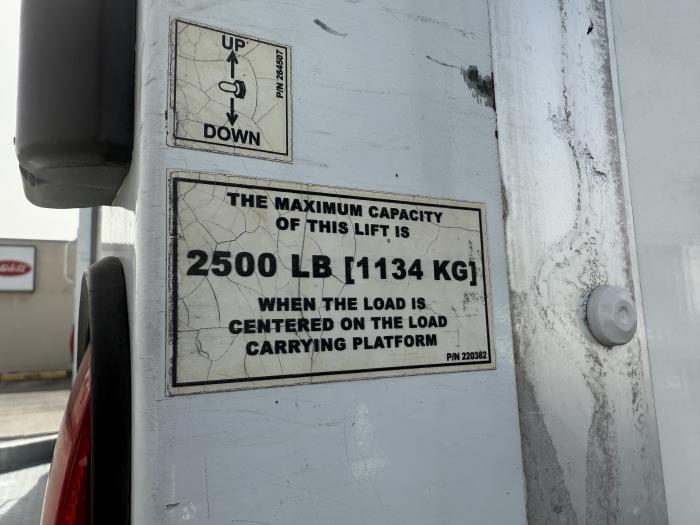 UP
DOWN
P/N 264507
THE MAXIMUM CAPACITY
OF THIS LIFT IS
2500 LB [1134 KG]
WHEN THE LOAD IS
CENTERED ON THE LOAD
CARRYING PLATFORM
P/N 220382